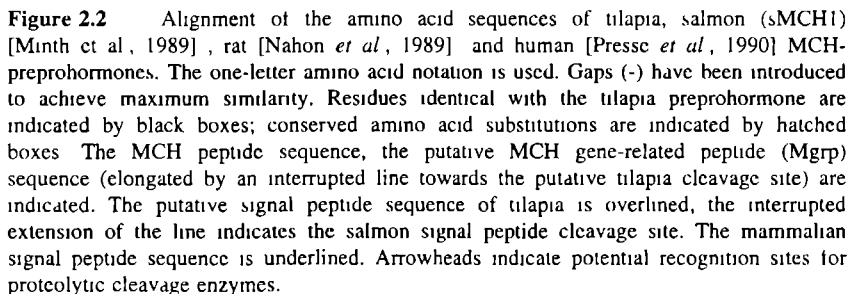 Figure 2.2 Alignment of the amino acid sequences of tilapia, salmon (sMCH1)
[Minth et al, 1989] , rat [Nahon et al, 1989] and human [Presse et al, 1990] MCH-
preprohormones. The one-letter amino acid notation is used. Gaps (-) have been introduced
to achieve maximum similarity. Residues identical with the tilapia preprohormone are
indicated by black boxes; conserved amino acid substitutions are indicated by hatched
boxes The MCH peptide sequence, the putative MCH gene-related peptide (Mgrp)
sequence (elongated by an interrupted line towards the putative tilapia cleavage site) are
indicated. The putative signal peptide sequence of tilapia is overlined, the interrupted
extension of the line indicates the salmon signal peptide cleavage site. The mammalian
signal peptide sequence is underlined. Arrowheads indicate potential recognition sites for
proteolytic cleavage enzymes.